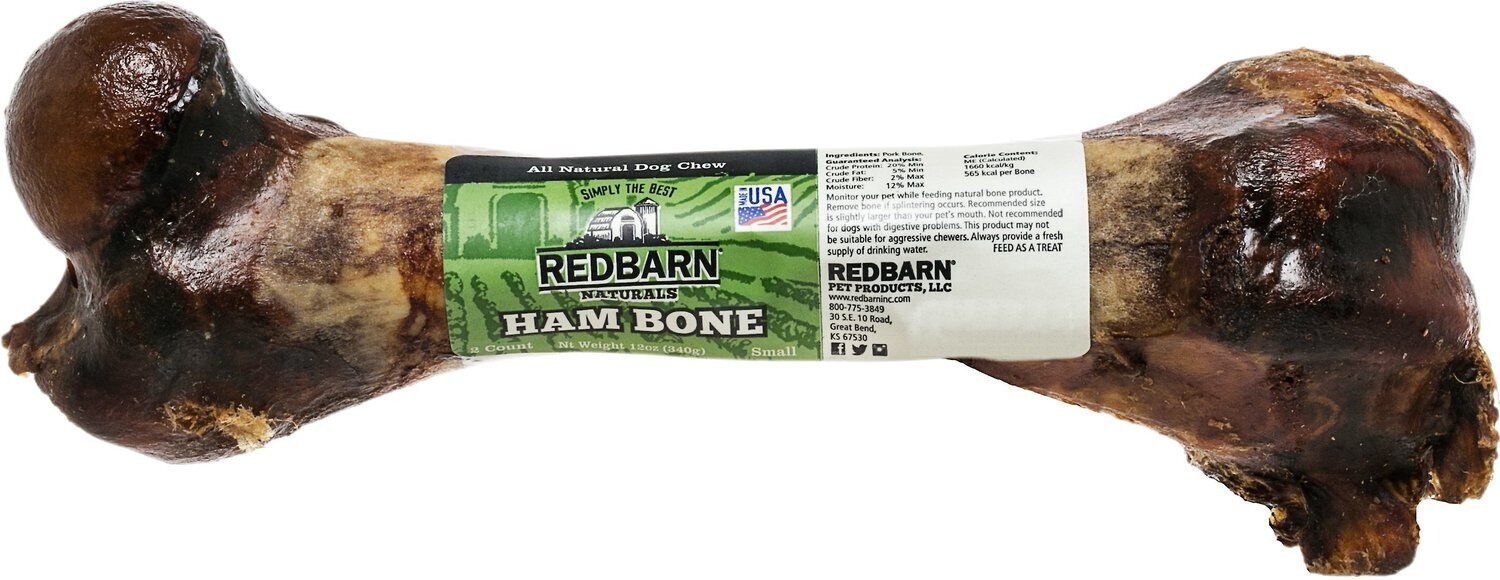 All Natural Dog Chew
SIMPLY THE BEST
MADE IN USA
REDBARN®
NATURALS
HAM BONE
2 Count Nt Weight 12oz (340g) Small
Ingredients: Pork Bone.
Guaranteed Analysis:
Crude Protein: 20% Min
Crude Fat: 5% Min
Crude Fiber: 2% Max
Moisture: 12% Max
Calorie Content:
ME (Calculated)
1660 kcal/kg
565 kcal per Bone
Monitor your pet while feeding natural bone product.
Remove bone if splintering occurs. Recommended size
is slightly larger than your pet's mouth. Not recommended
for dogs with digestive problems. This product may not
be suitable for aggressive chewers. Always provide a fresh
supply of drinking water. FEED AS A TREAT
REDBARN®
PET PRODUCTS, LLC
www.redbarninc.com
800-775-3849
30 S.E. 10 Road,
Great Bend,
KS 67530